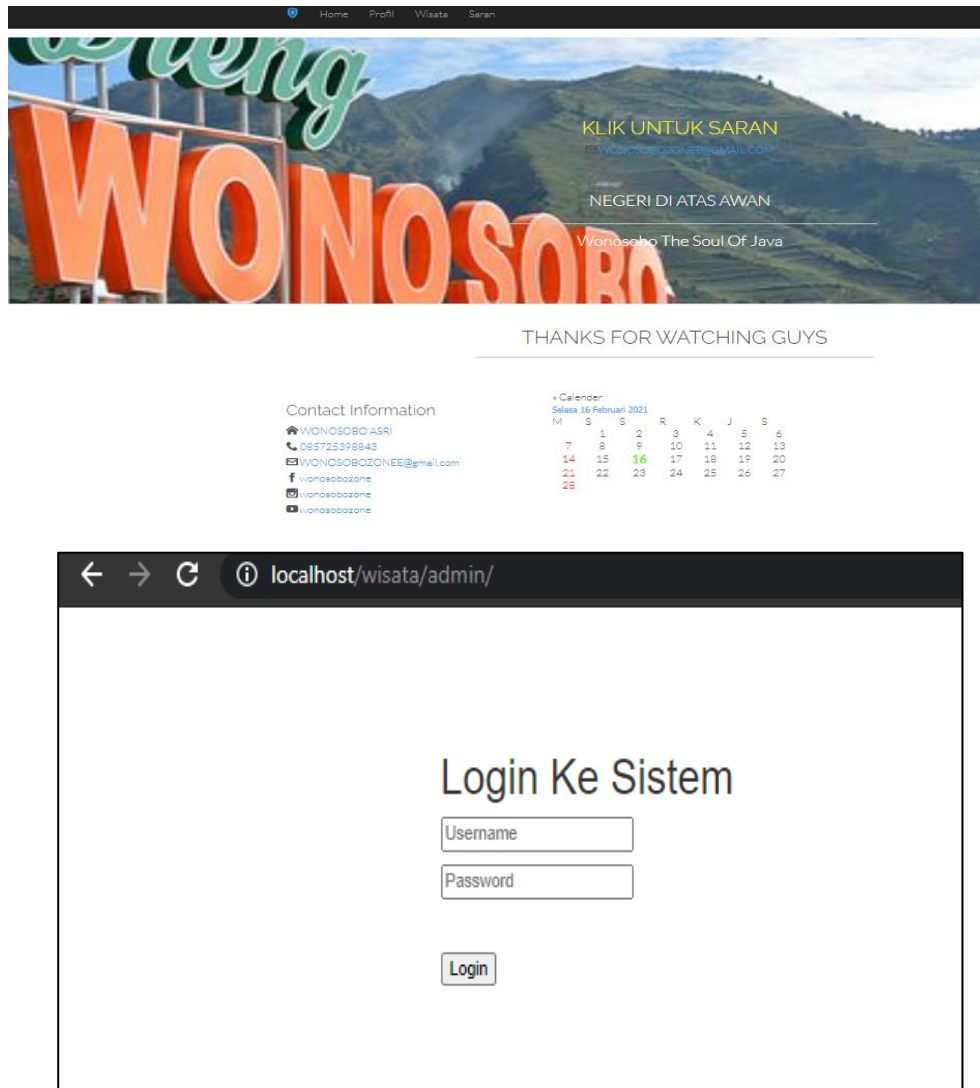 Home Profil Wisata Saran
Dieng
WONOSOBO
KLIK UNTUK SARAN
WONOSOBOZONEE@GMAIL.COM
NEGERI DI ATAS AWAN
Wonosobo The Soul Of Java
THANKS FOR WATCHING GUYS
Contact Information
WONOSOBO ASRI
085725398843
WONOSOBOZONEE@gmail.com
wonosobozone
wonosobozone
wonosobozone
» Calender
Selasa 16 Februari 2021
M S S R K J S
1 2 3 4 5 6
7 8 9 10 11 12 13
14 15 16 17 18 19 20
21 22 23 24 25 26 27
28
localhost/wisata/admin/
Login Ke Sistem
Username
Password
Login